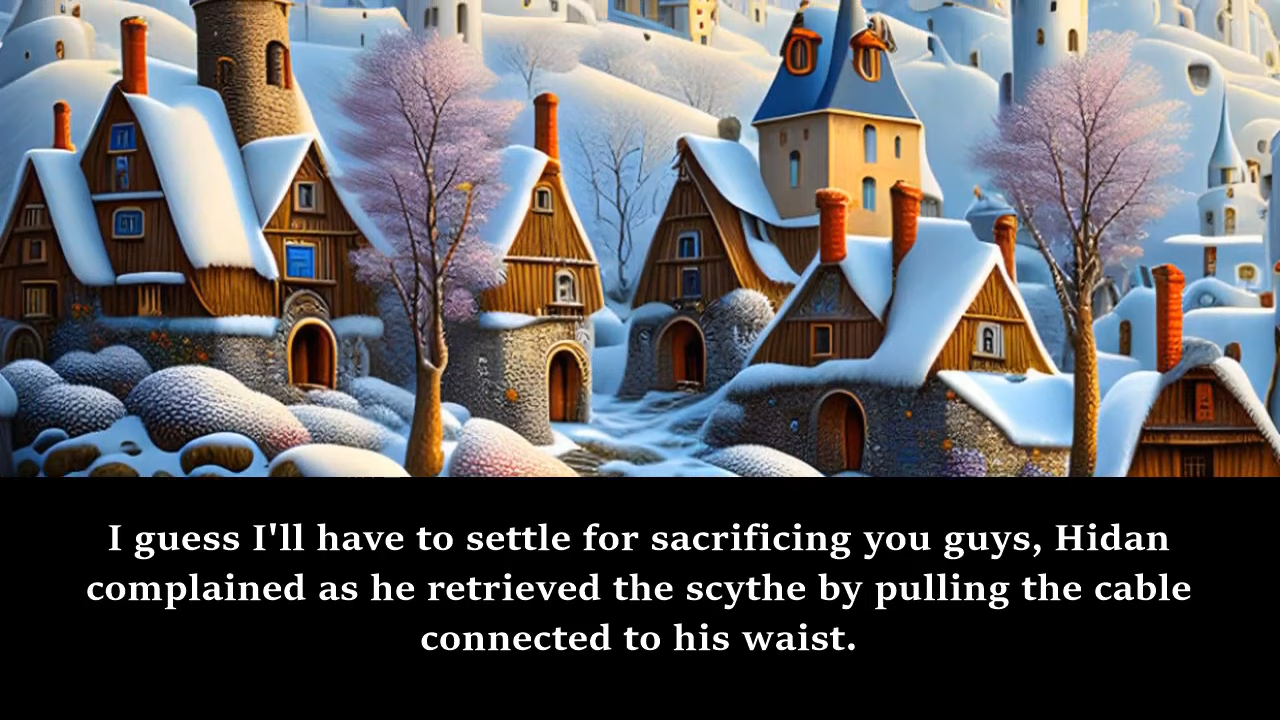 I guess I'll have to settle for sacrificing you guys, Hidan
complained as he retrieved the scythe by pulling the cable
connected to his waist.